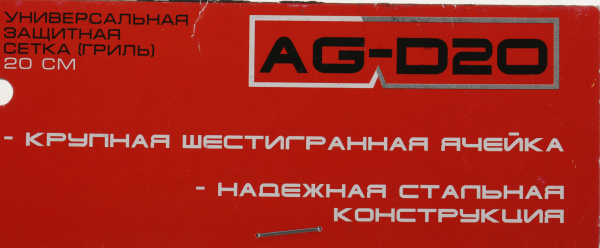 УНИВЕРСАЛЬНАЯ
ЗАЩИТНАЯ
СЕТКА (ГРИЛЬ)
20 СМ
AG-D20
- КРУПНАЯ ШЕСТИГРАННАЯ ЯЧЕЙКА
- НАДЕЖНАЯ СТАЛЬНАЯ
КОНСТРУКЦИЯ